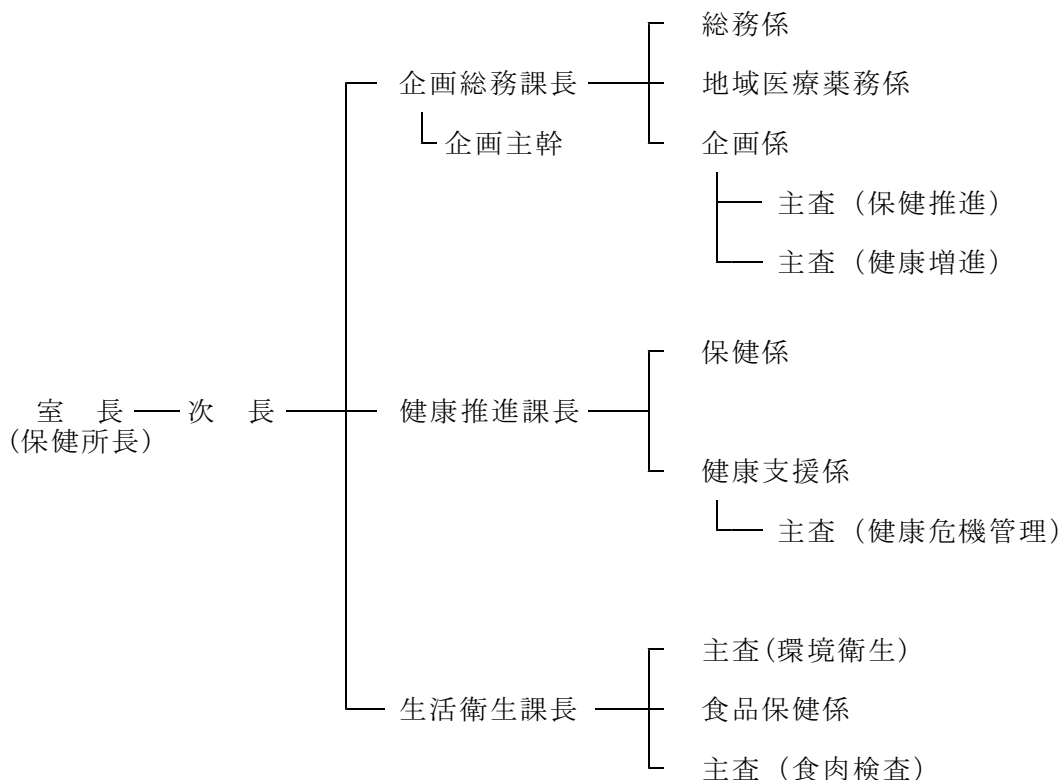 総務係
企画総務課長
地域医療薬務係
企画主幹
企画係
主査（保健推進）
主査（健康増進）
保健係
室　長
次　長
健康推進課長
(保健所長)
健康支援係
主査（健康危機管理）
主査(環境衛生)
生活衛生課長
食品保健係
主査（食肉検査）